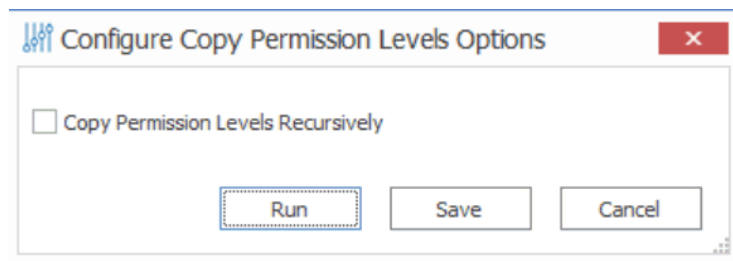 Configure Copy Permission Levels Options
Copy Permission Levels Recursively
Run Save Cancel